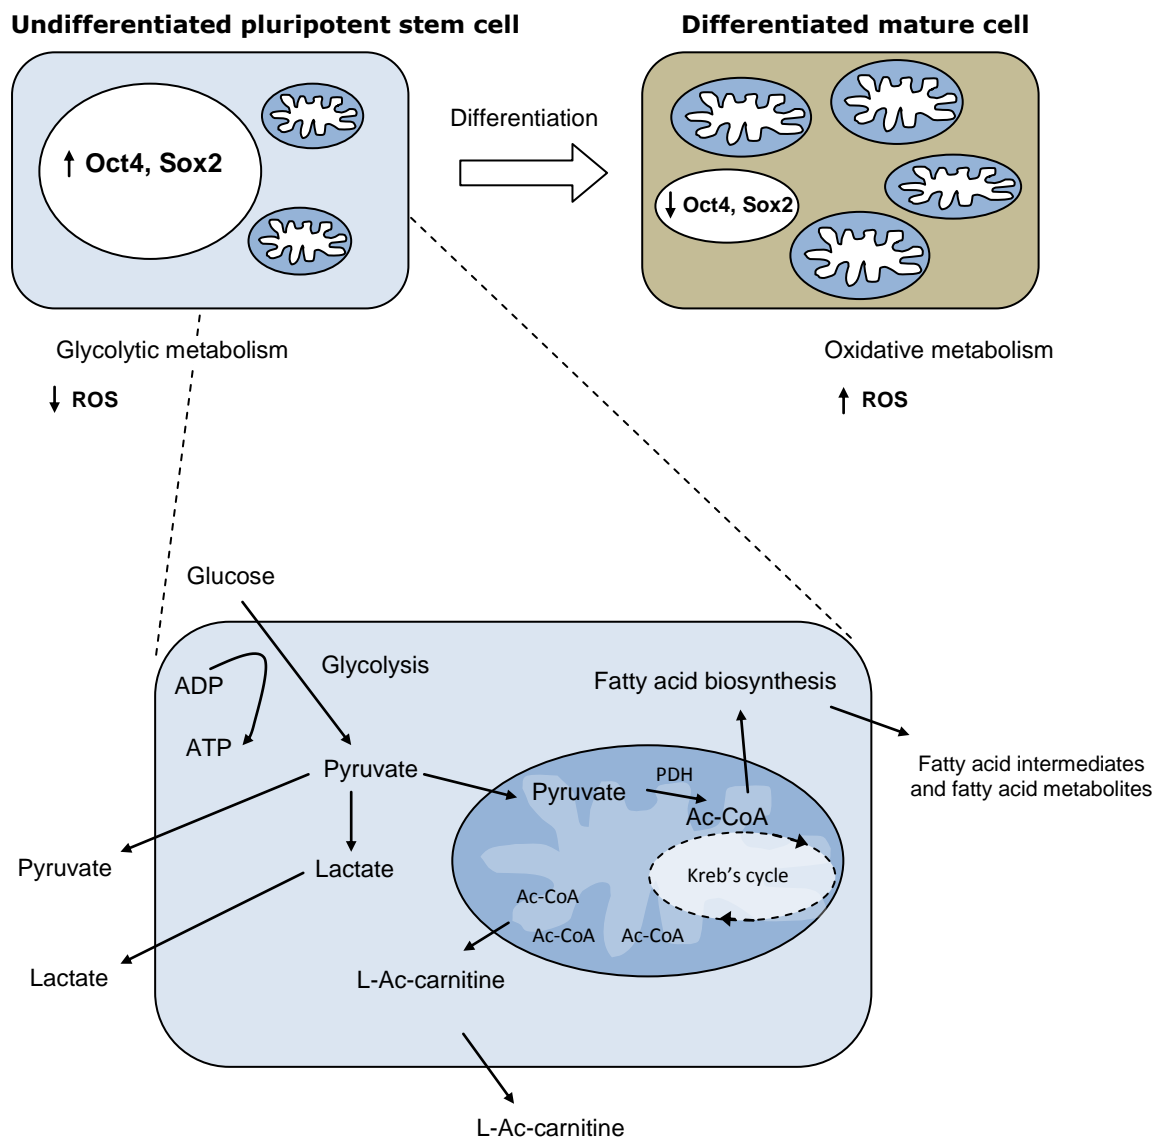 Undifferentiated pluripotent stem cell
Differentiated mature cell
↑ Oct4, Sox2
Differentiation
↓ Oct4, Sox2
Glycolytic metabolism
↓ ROS
Oxidative metabolism
↑ ROS
Glucose
Glycolysis
ADP
ATP
Fatty acid biosynthesis
Pyruvate
Pyruvate
PDH
Ac-CoA
Fatty acid intermediates
and fatty acid metabolites
Pyruvate
Lactate
Kreb's cycle
Ac-CoA
Ac-CoA
Ac-CoA
Lactate
L-Ac-carnitine
L-Ac-carnitine